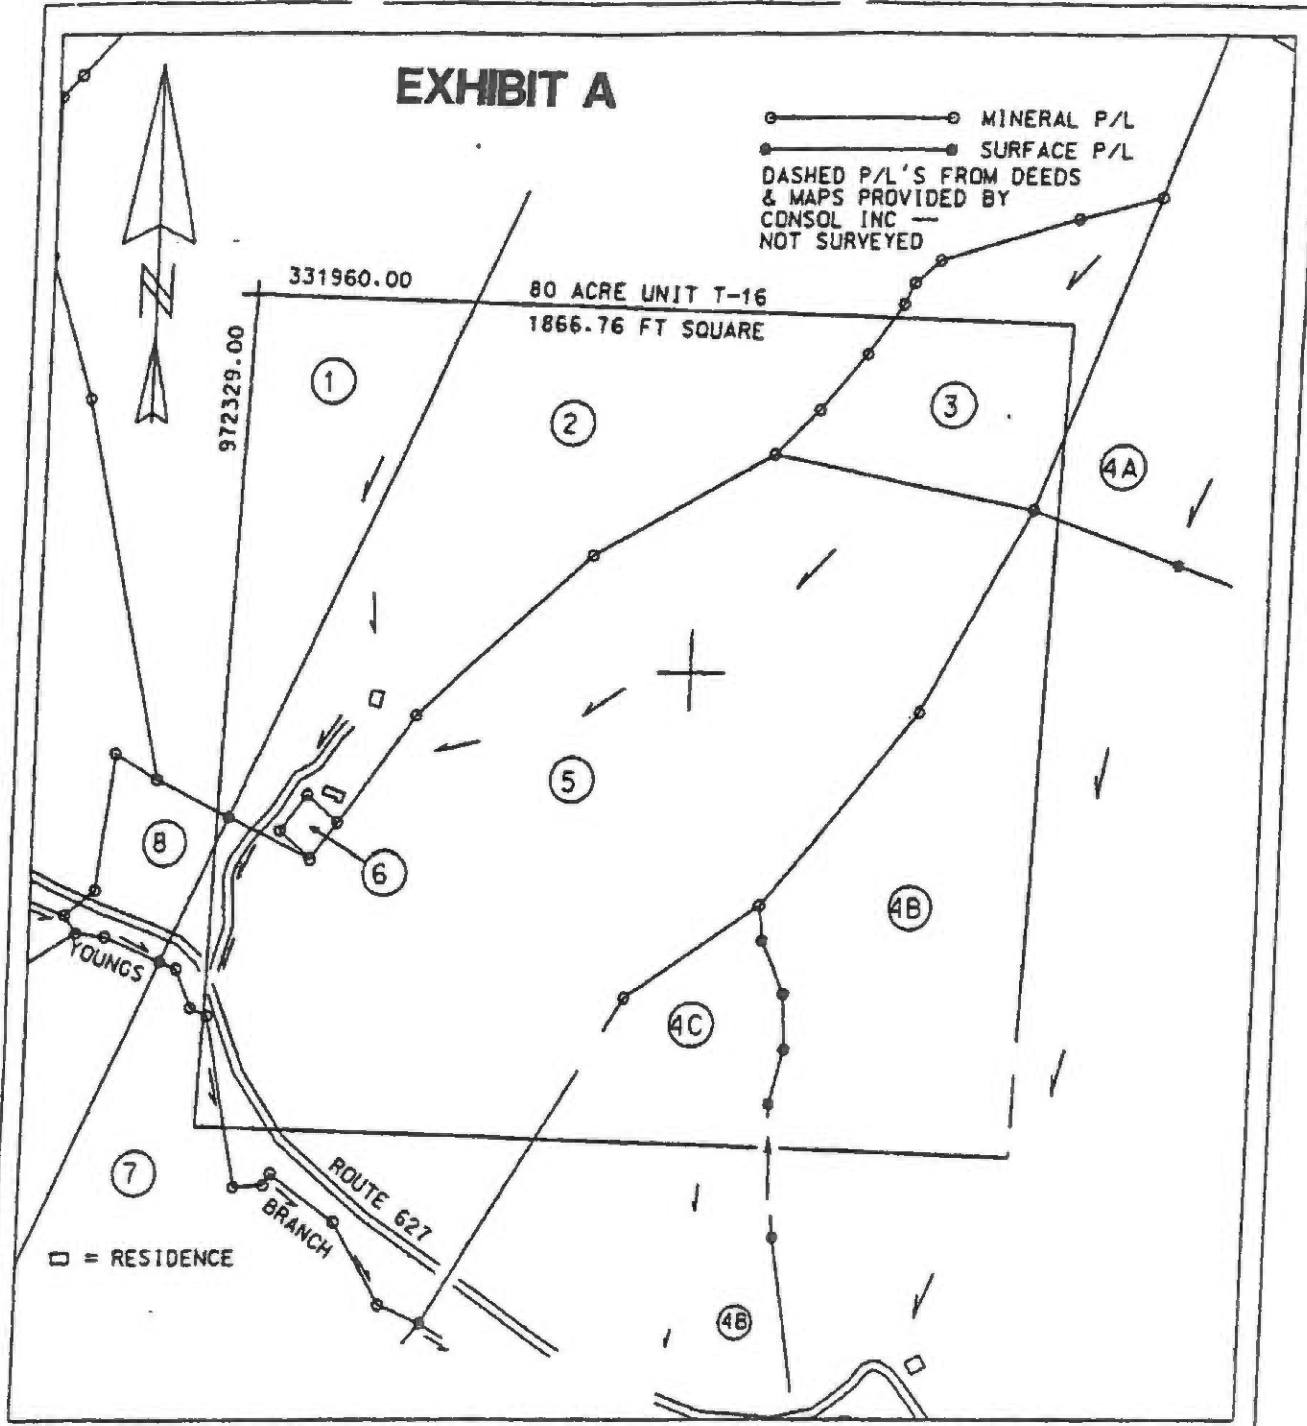 EXHIBIT A
MINERAL P/L
SURFACE P/L
DASHED P/L'S FROM DEEDS
& MAPS PROVIDED BY
CONSOL INC —
NOT SURVEYED
N
331960.00
80 ACRE UNIT T-16
1866.76 FT SQUARE
972329.00
1
2
3
4A
5
8
6
4B
YOUNGS
4C
7
ROUTE 627
BRANCH
▭ = RESIDENCE
4B